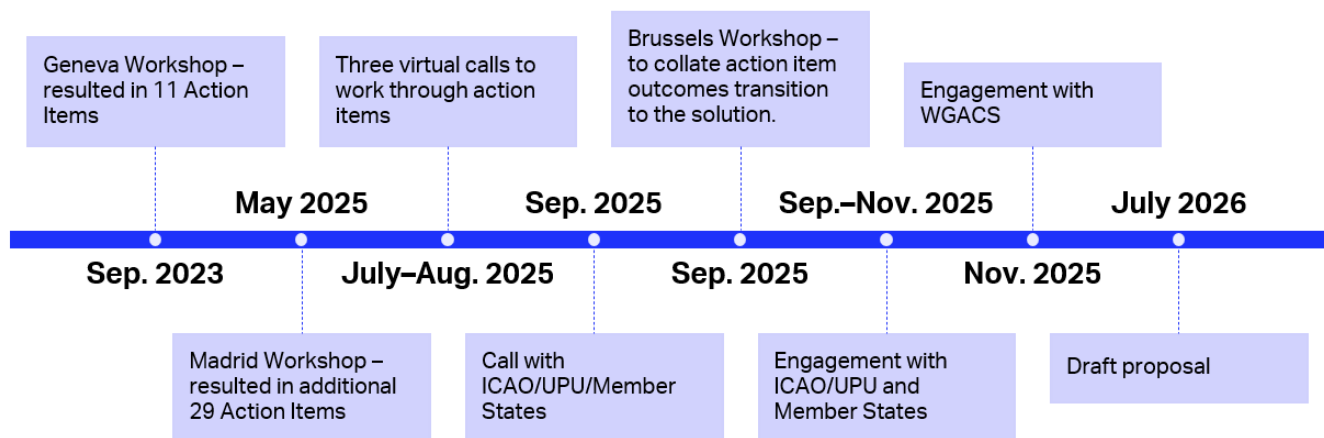 Geneva Workshop –
resulted in 11 Action
Items
Three virtual calls to
work through action
items
Brussels Workshop –
to collate action item
outcomes transition
to the solution.
Engagement with
WGACS
May 2025
Sep. 2025
Sep.–Nov. 2025
July 2026
Sep. 2023
July–Aug. 2025
Sep. 2025
Nov. 2025
Madrid Workshop –
resulted in additional
29 Action Items
Call with
ICAO/UPU/Member
States
Engagement with
ICAO/UPU and
Member States
Draft proposal